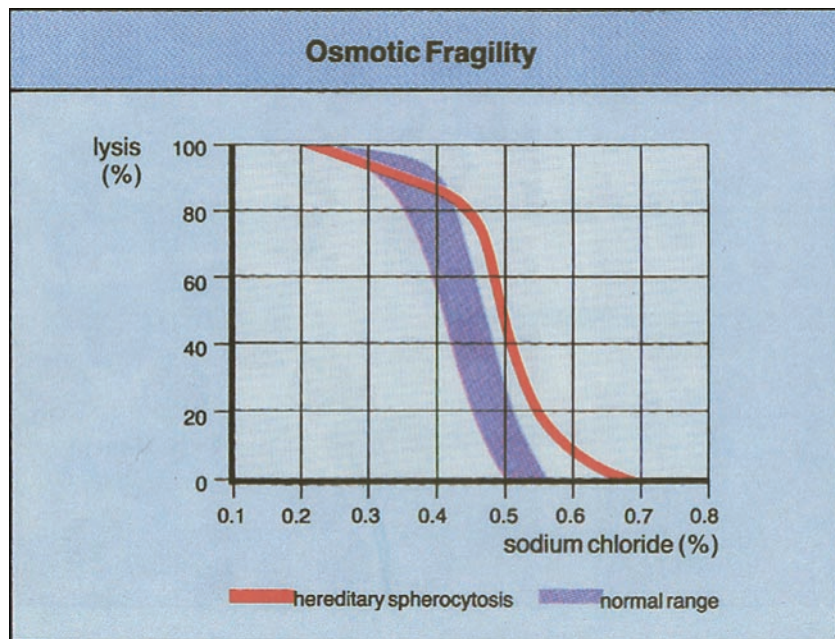 Osmotic Fragility
lysis
(%)
100
80
60
40
20
0
0.1 0.2 0.3 0.4 0.5 0.6 0.7 0.8
sodium chloride (%)
hereditary spherocytosis normal range